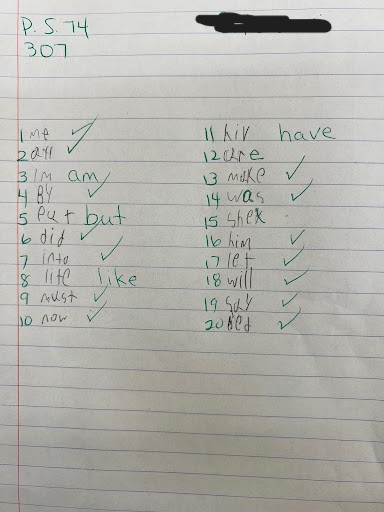 P.S. 74
307
1 me ✓
2 all ✓
3 Im am
4 By ✓
5 but
6 did ✓
7 into ✓
8 lite like
9 must ✓
10 now ✓
11 hiv have
12 are
13 make ✓
14 was ✓
15 shex
16 him ✓
17 let ✓
18 will ✓
19 say ✓
20 ✓